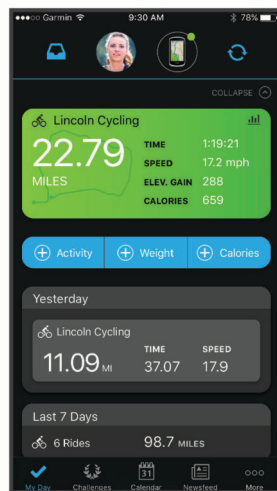 ●●●○○ Garmin 9:30 AM 78%
COLLAPSE
Lincoln Cycling
22.79
MILES
TIME 1:19:21
SPEED 17.2 mph
ELEV. GAIN 288
CALORIES 659
Activity Weight Calories
Yesterday
Lincoln Cycling
11.09 MI
TIME SPEED
37.07 17.9
Last 7 Days
6 Rides 98.7 MILES
31
My Day Challenges Calendar Newsfeed More